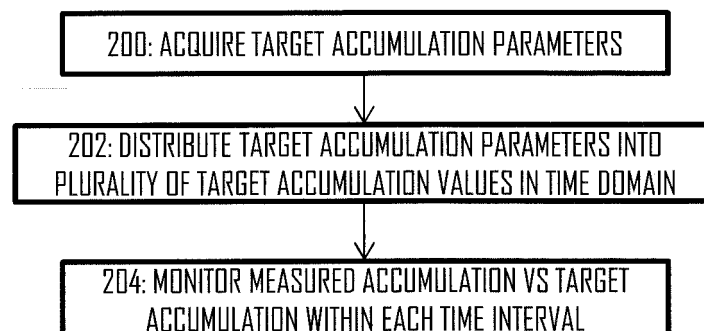 200: ACQUIRE TARGET ACCUMULATION PARAMETERS
202: DISTRIBUTE TARGET ACCUMULATION PARAMETERS INTO
PLURALITY OF TARGET ACCUMULATION VALUES IN TIME DOMAIN
204: MONITOR MEASURED ACCUMULATION VS TARGET
ACCUMULATION WITHIN EACH TIME INTERVAL